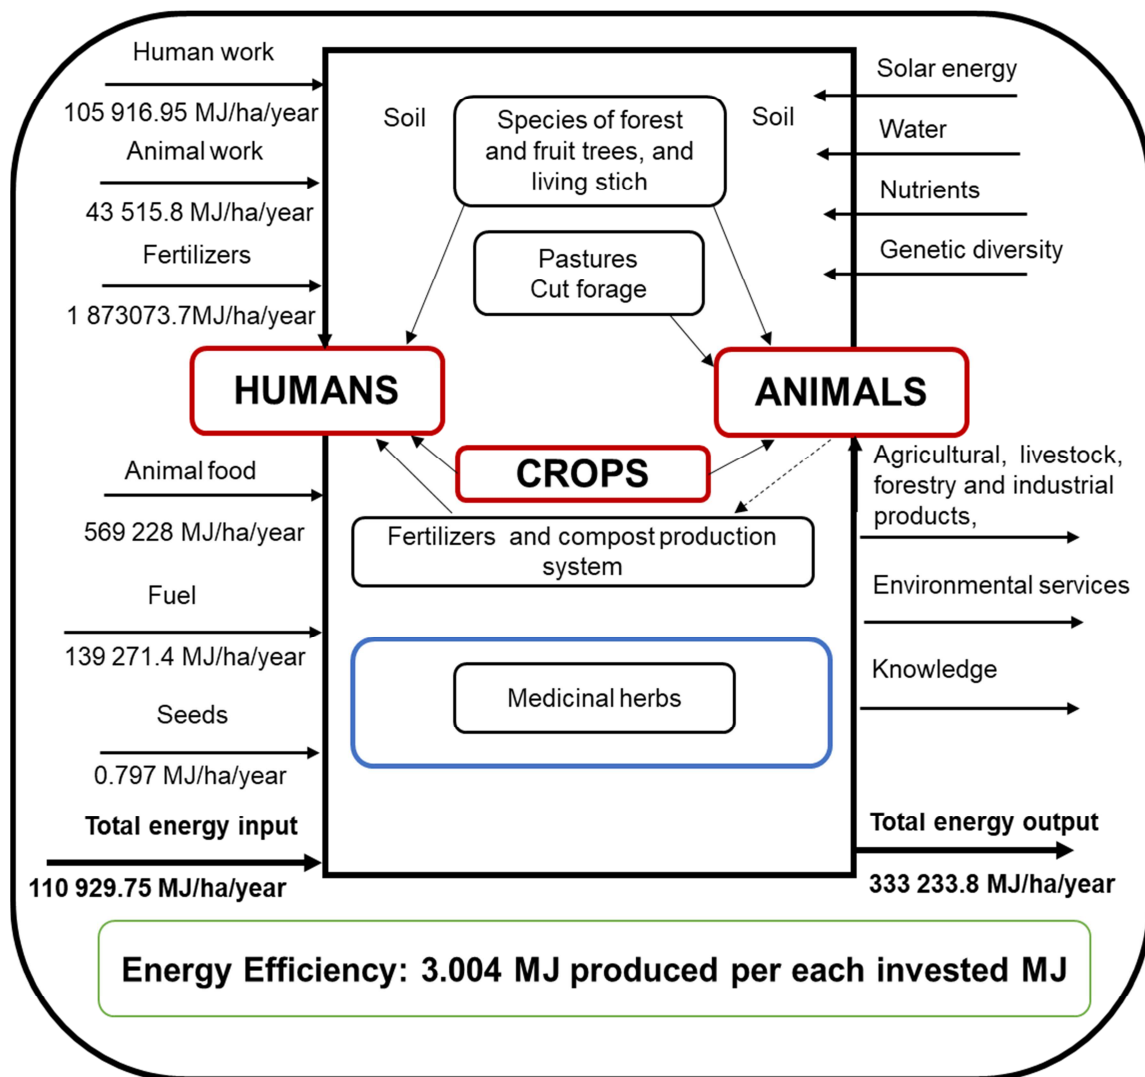 Human work
105 916.95 MJ/ha/year
Animal work
43 515.8 MJ/ha/year
Fertilizers
1 873073.7MJ/ha/year
Soil
Species of forest
and fruit trees, and
living stich
Soil
Solar energy
Water
Nutrients
Genetic diversity
Pastures
Cut forage
HUMANS
ANIMALS
CROPS
Fertilizers and compost production
system
Medicinal herbs
Animal food
569 228 MJ/ha/year
Fuel
139 271.4 MJ/ha/year
Seeds
0.797 MJ/ha/year
Total energy input
110 929.75 MJ/ha/year
Agricultural, livestock,
forestry and industrial
products,
Environmental services
Knowledge
Total energy output
333 233.8 MJ/ha/year
Energy Efficiency: 3.004 MJ produced per each invested MJ